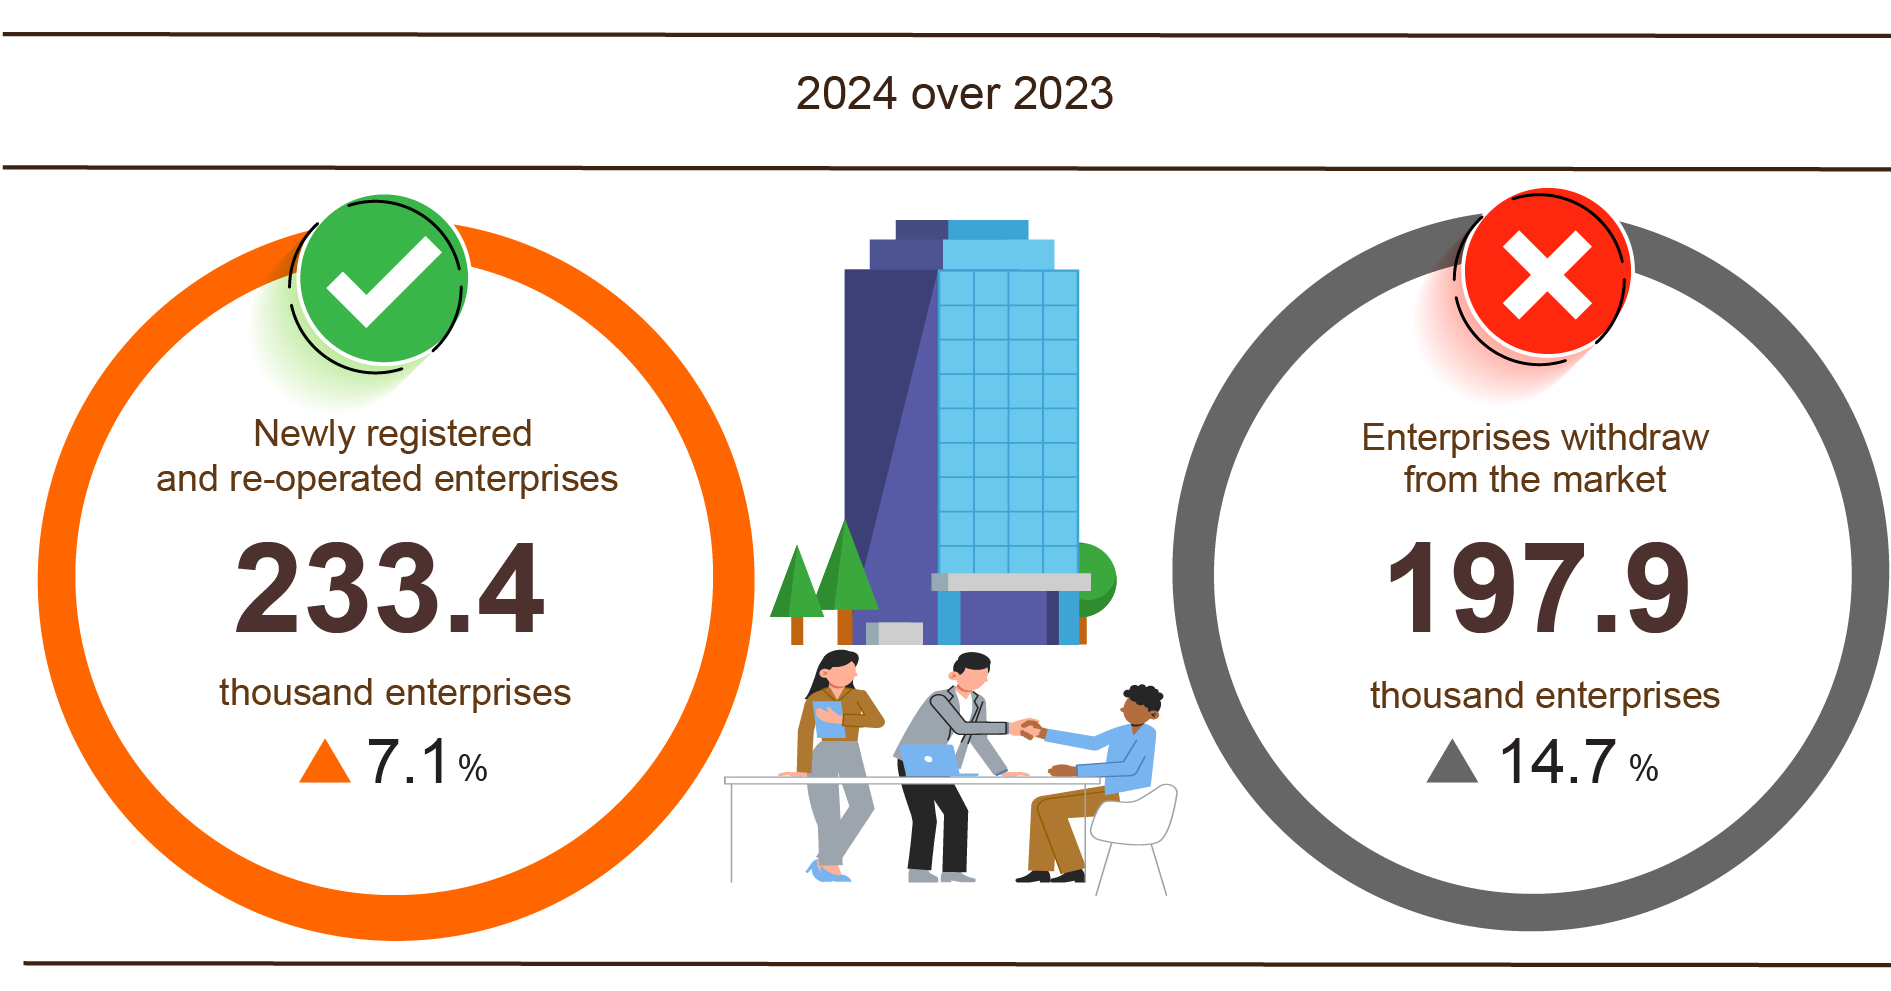 2024 over 2023
Newly registered
and re-operated enterprises
233.4
thousand enterprises
7.1 %
Enterprises withdraw
from the market
197.9
thousand enterprises
14.7 %